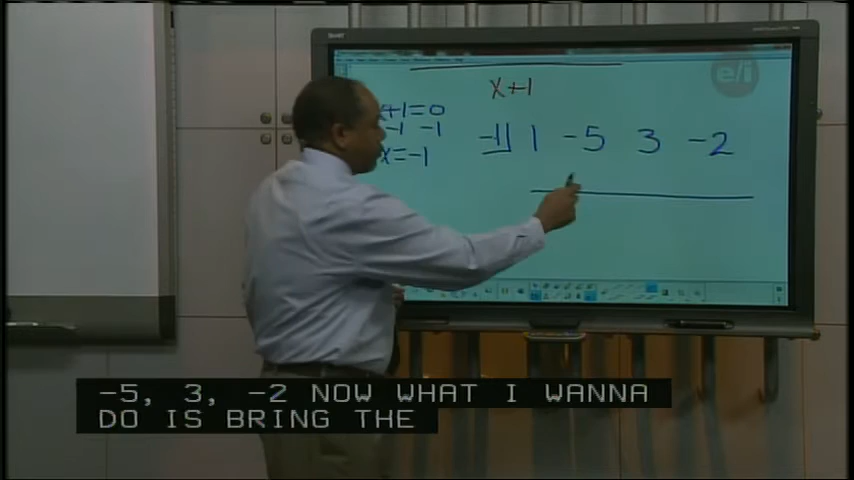 e/i
x+1
x+1=0
-1 -1
x=-1
-1 1 -5 3 -2
-5, 3, -2 NOW WHAT I WANNA
DO IS BRING THE